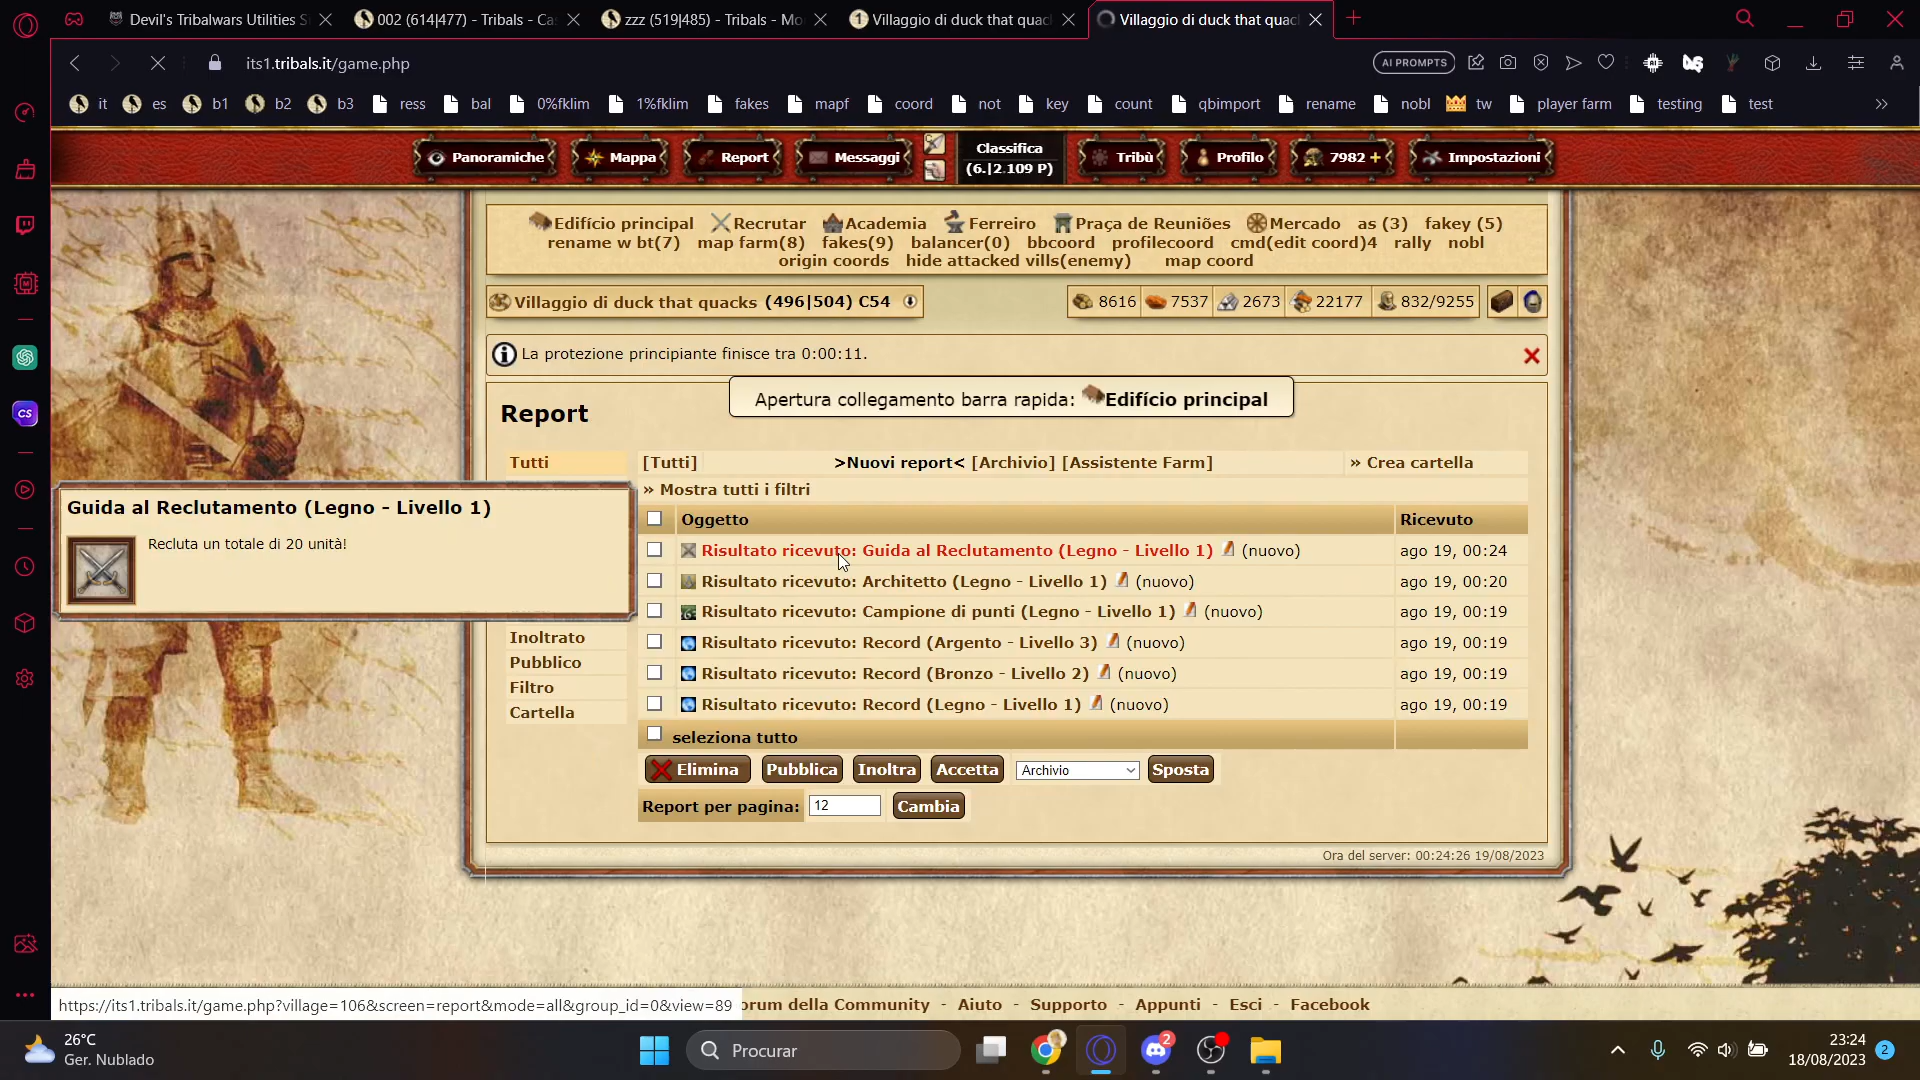 Devil's Tribalwars Utilities S
002 (614|477) - Tribals - Ca
zzz (519|485) - Tribals - Mo
Villaggio di duck that quac
Villaggio di duck that quac
its1.tribals.it/game.php
AI PROMPTS
it es b1 b2 b3 ress bal 0%fklim 1%fklim fakes mapf coord not key count qbimport rename nobl tw player farm testing test
Panoramiche Mappa Report Messaggi Classifica Tribù Profilo 7982 + Impostazioni
(6.|2.109 P)
Edifício principal Recrutar Academia Ferreiro Praça de Reuniões Mercado as (3) fakey (5)
rename w bt(7) map farm(8) fakes(9) balancer(0) bbcoord profilecoord cmd(edit coord)4 rally nobl
origin coords hide attacked vills(enemy) map coord
Villaggio di duck that quacks (496|504) C54
8616 7537 2673 22177 832/9255
La protezione principiante finisce tra 0:00:11.
Apertura collegamento barra rapida: Edifício principal
Report
Tutti
[Tutti] >Nuovi report< [Archivio] [Assistente Farm]
» Crea cartella
» Mostra tutti i filtri
Guida al Reclutamento (Legno - Livello 1)
Recluta un totale di 20 unità!
Oggetto Ricevuto
Risultato ricevuto: Guida al Reclutamento (Legno - Livello 1) (nuovo) ago 19, 00:24
Risultato ricevuto: Architetto (Legno - Livello 1) (nuovo) ago 19, 00:20
Risultato ricevuto: Campione di punti (Legno - Livello 1) (nuovo) ago 19, 00:19
Risultato ricevuto: Record (Argento - Livello 3) (nuovo) ago 19, 00:19
Risultato ricevuto: Record (Bronzo - Livello 2) (nuovo) ago 19, 00:19
Risultato ricevuto: Record (Legno - Livello 1) (nuovo) ago 19, 00:19
Inoltrato
Pubblico
Filtro
Cartella
seleziona tutto
Elimina Pubblica Inoltra Accetta Archivio Sposta
Report per pagina: 12 Cambia
Ora del server: 00:24:26 19/08/2023
https://its1.tribals.it/game.php?village=106&screen=report&mode=all&group_id=0&view=89
orum della Community - Aiuto - Supporto - Appunti - Esci - Facebook
26°C
Ger. Nublado
Procurar
2
23:24
18/08/2023
2
CS
1